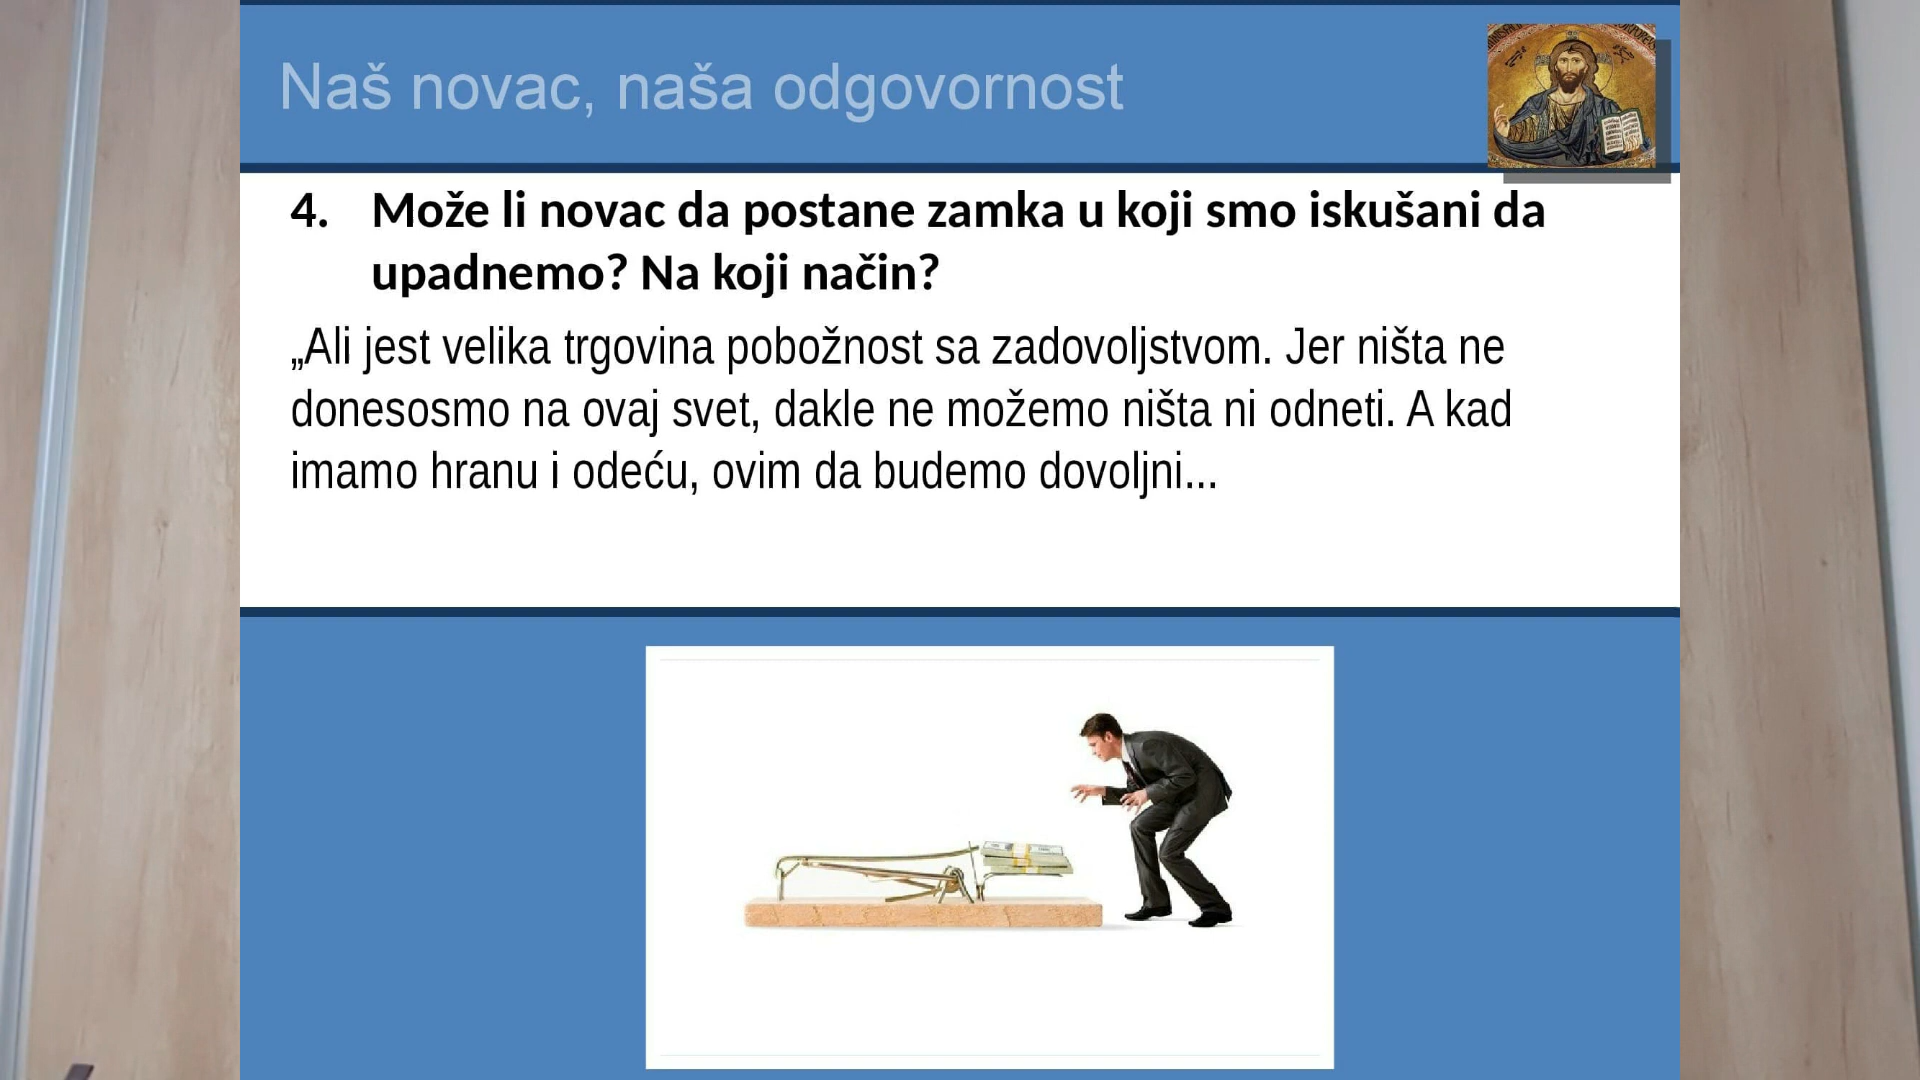 Naš novac, naša odgovornost
4. Može li novac da postane zamka u koji smo iskušani da
upadnemo? Na koji način?
„Ali jest velika trgovina pobožnost sa zadovoljstvom. Jer ništa ne
donesosmo na ovaj svet, dakle ne možemo ništa ni odneti. A kad
imamo hranu i odeću, ovim da budemo dovoljni...